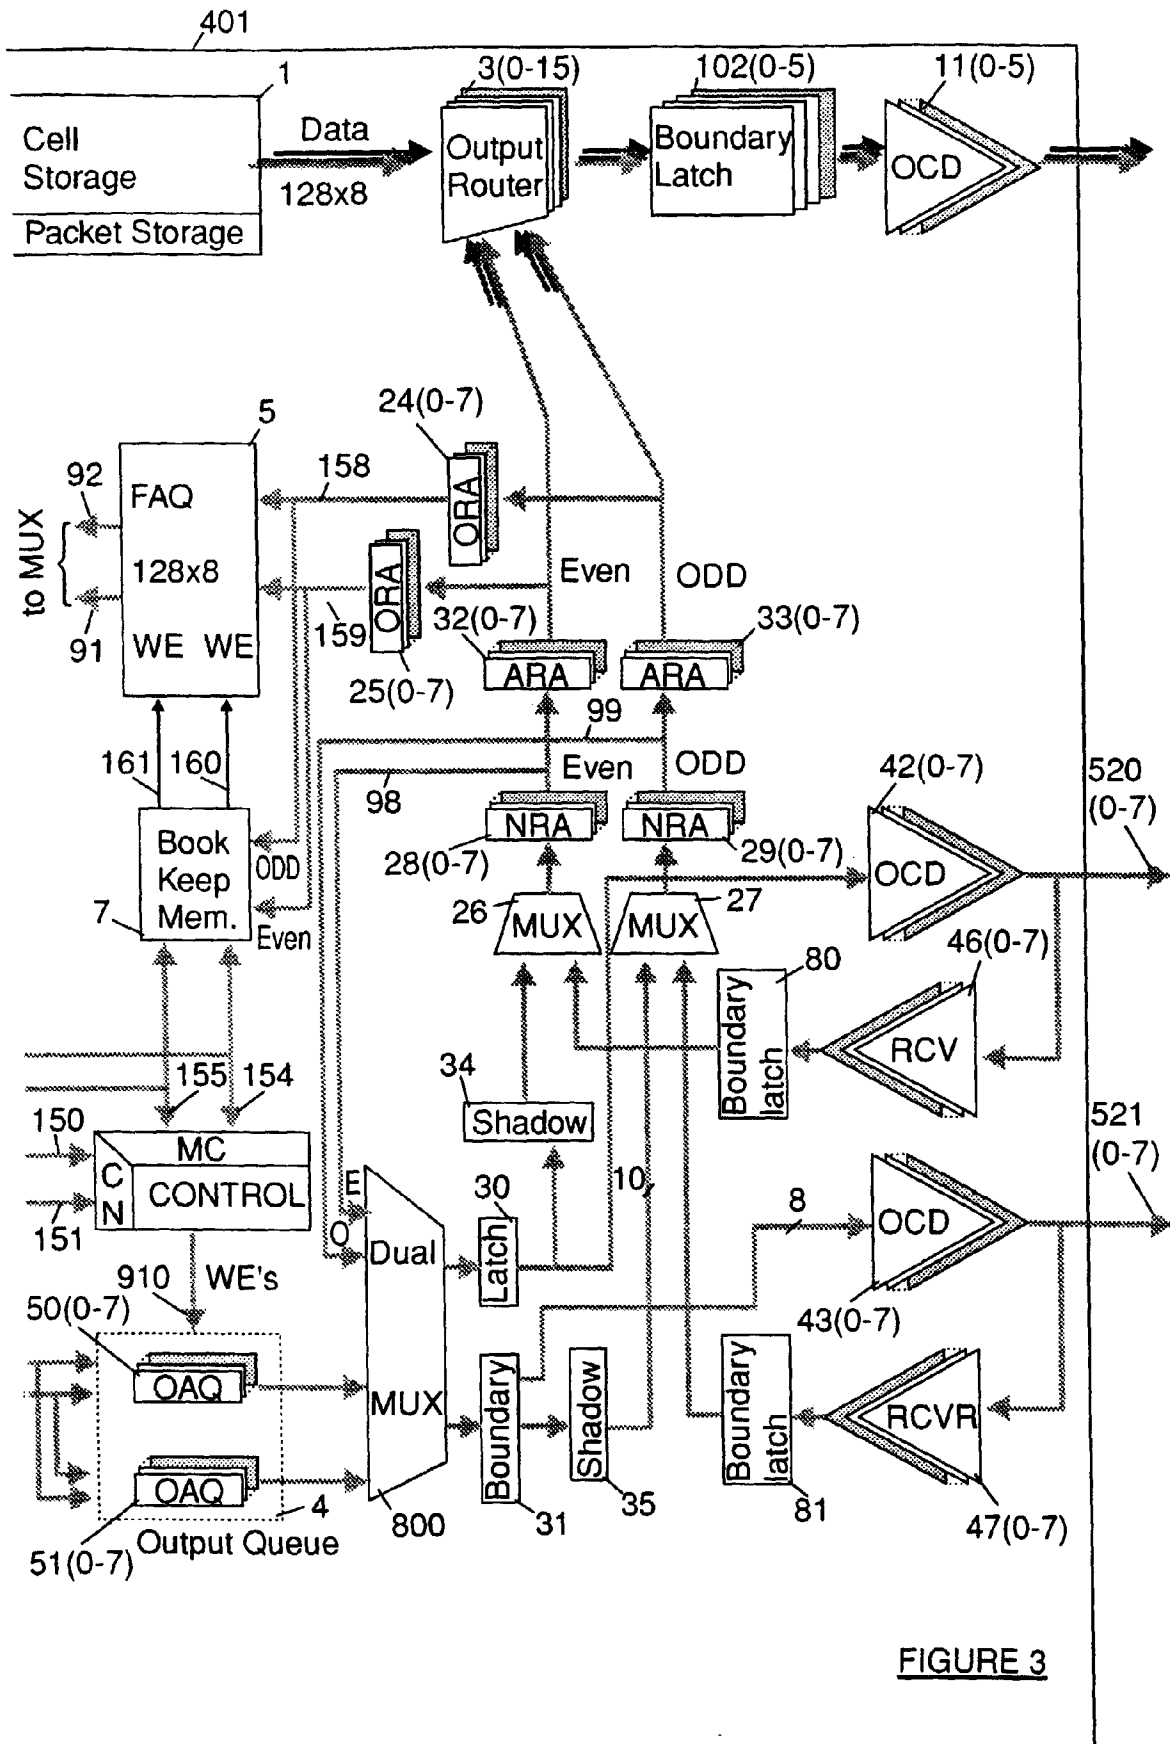 401
1
3(0-15)
102(0-5)
11(0-5)
Cell
Storage
Packet Storage
Data
128x8
Output
Router
Boundary
Latch
OCD
24(0-7)
5
92
158
to MUX
FAQ
ORA
128x8
ORA
Even
ODD
91
WE WE
159
32(0-7)
33(0-7)
25(0-7)
ARA
ARA
99
161
160
Even
ODD
98
42(0-7)
520
(0-7)
7
Book
Keep
Mem.
ODD
Even
NRA
NRA
28(0-7)
29(0-7)
OCD
26
27
MUX
MUX
80
46(0-7)
Boundary
latch
RCV
34
155
154
Shadow
521
(0-7)
150
MC
C
N
CONTROL
151
E
O
30
10
Latch
8
OCD
910
WE's
Dual
43(0-7)
50(0-7)
OAQ
MUX
Boundary
Shadow
Boundary
latch
RCVR
OAQ
4
35
81
31
800
47(0-7)
51(0-7)
Output Queue
FIGURE 3